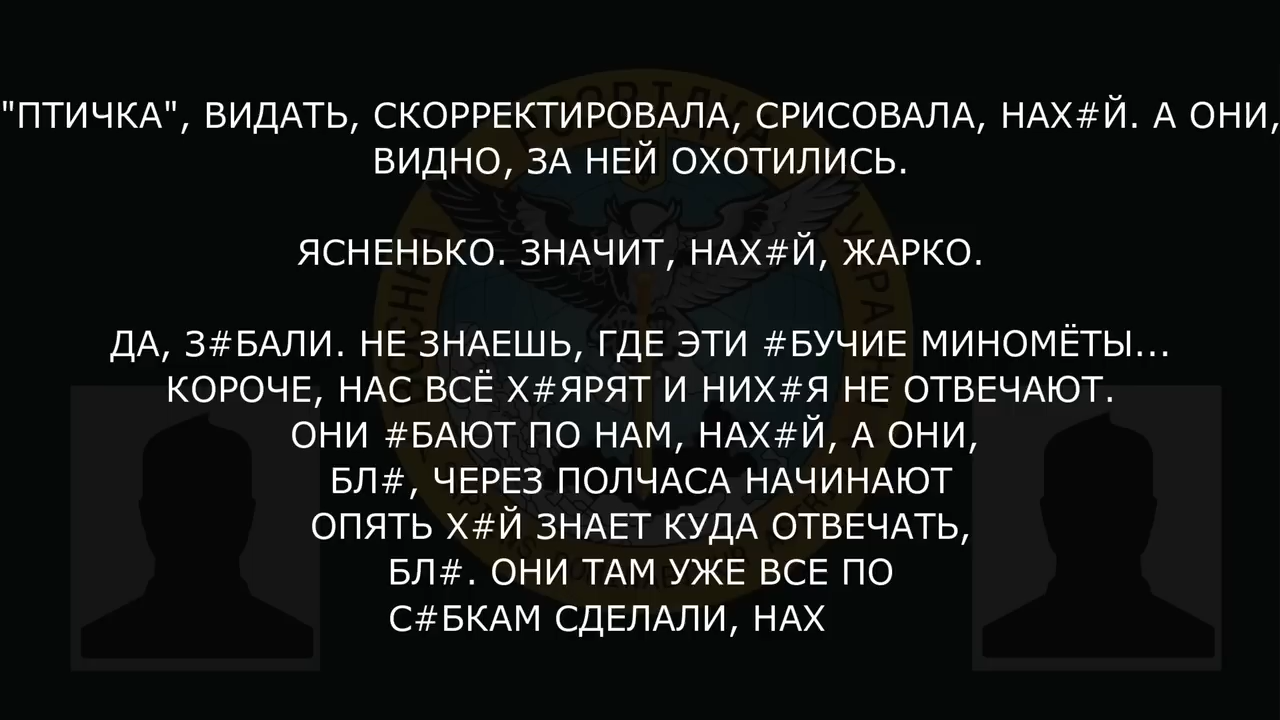 "ПТИЧКА", ВИДАТЬ, СКОРРЕКТИРОВАЛА, СРИСОВАЛА, НАХ#Й. А ОНИ,
ВИДНО, ЗА НЕЙ ОХОТИЛИСЬ.
ЯСНЕНЬКО. ЗНАЧИТ, НАХ#Й, ЖАРКО.
ДА, З#БАЛИ. НЕ ЗНАЕШЬ, ГДЕ ЭТИ #БУЧИЕ МИНОМЁТЫ...
КОРОЧЕ, НАС ВСЁ Х#ЯРЯТ И НИХ#Я НЕ ОТВЕЧАЮТ.
ОНИ #БАЮТ ПО НАМ, НАХ#Й, А ОНИ,
БЛ#, ЧЕРЕЗ ПОЛЧАСА НАЧИНАЮТ
ОПЯТЬ Х#Й ЗНАЕТ КУДА ОТВЕЧАТЬ,
БЛ#. ОНИ ТАМ УЖЕ ВСЕ ПО
С#БКАМ СДЕЛАЛИ, НАХ